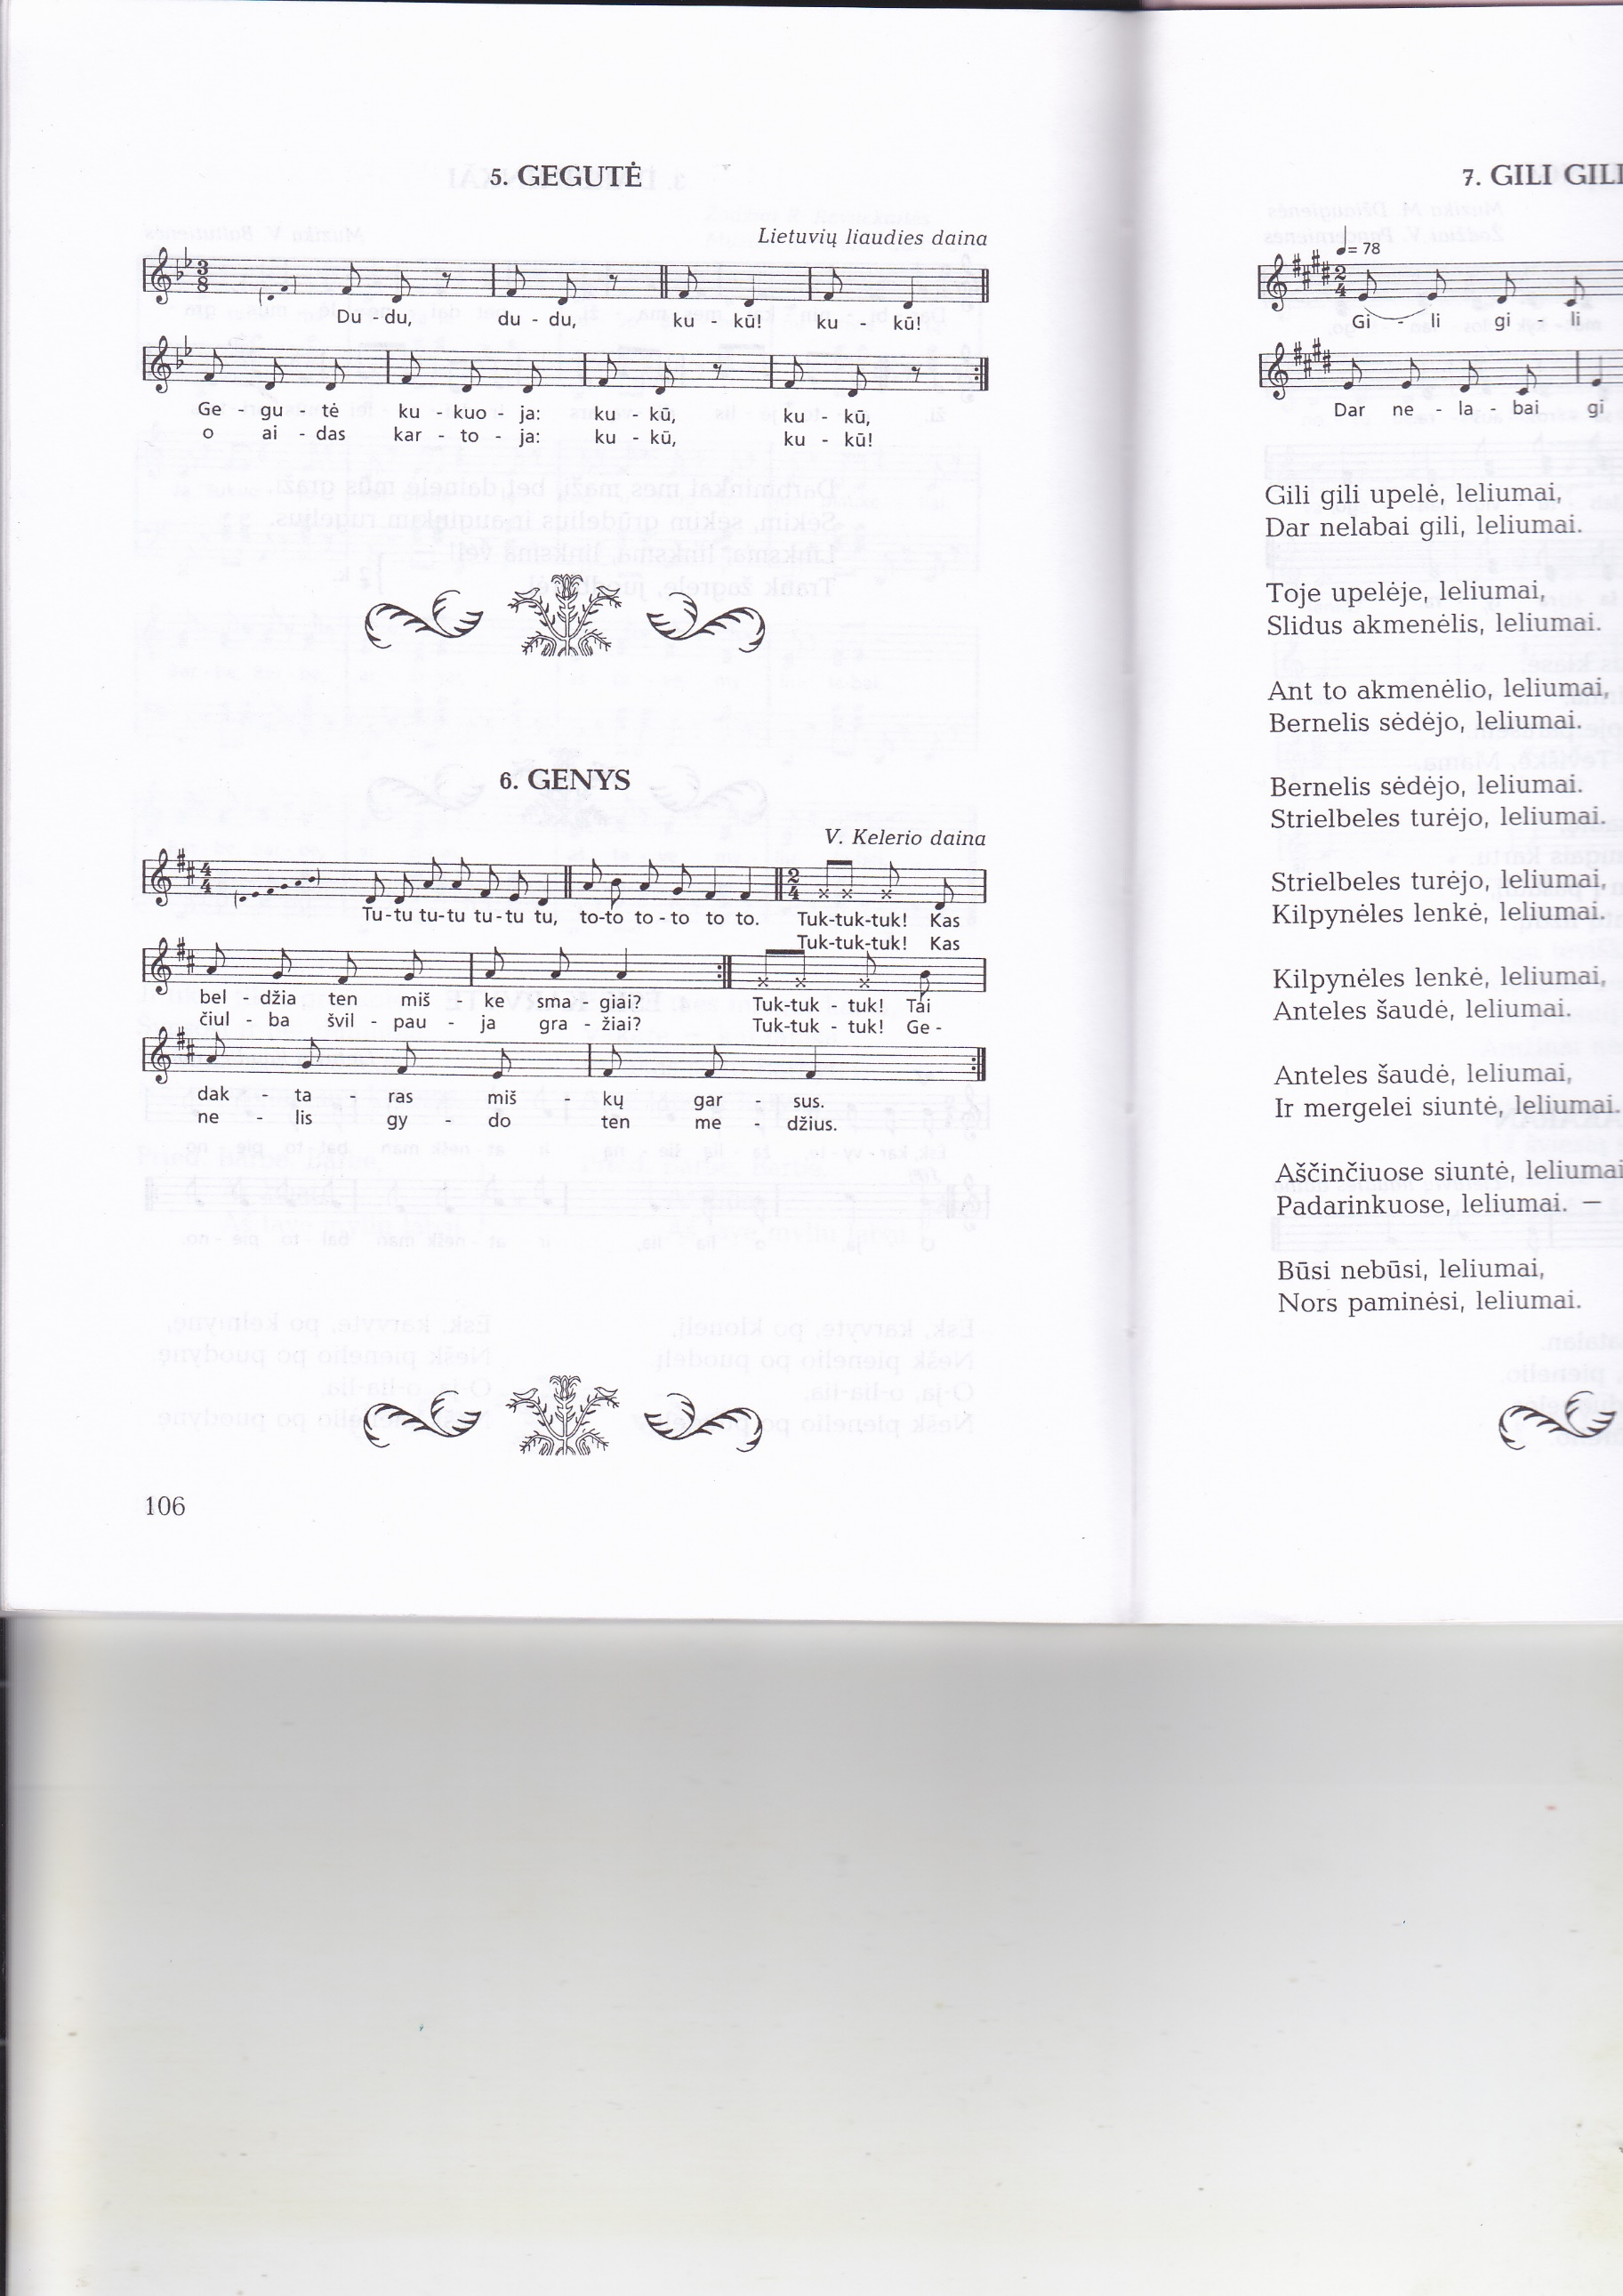 5. GEGUTĖ
Lietuvių liaudies daina
3
8
Du - du, du - du, ku - kū! ku - kū!
Ge - gu - tė ku - kuo - ja: ku - kū, ku - kū,
o ai - das kar - to - ja: ku - kū, ku - kū!
6. GENYS
V. Kelerio daina
4
4
2
4
Tu-tu tu-tu tu-tu tu, to-to to-to to to. Tuk-tuk-tuk! Kas
Tuk-tuk-tuk! Kas
bel - džia ten miš - ke sma - giai? Tuk-tuk - tuk! Tai
čiul - ba švil - pau - ja gra - žiai? Tuk-tuk - tuk! Ge -
dak - ta - ras miš - kų gar - sus.
ne - lis gy - do ten me - džius.
106
7. GILI GILI
= 78
2
4
Gi - li gi - li
Dar ne - la - bai gi
Gili gili upelė, leliumai,
Dar nelabai gili, leliumai.
Toje upelėje, leliumai,
Slidus akmenėlis, leliumai.
Ant to akmenėlio, leliumai,
Bernelis sėdėjo, leliumai.
Bernelis sėdėjo, leliumai.
Strielbeles turėjo, leliumai.
Strielbeles turėjo, leliumai,
Kilpynėles lenkė, leliumai.
Kilpynėles lenkė, leliumai,
Anteles šaudė, leliumai.
Anteles šaudė, leliumai,
Ir mergelei siuntė, leliumai.
Aščinčiuose siuntė, leliumai
Padarinkuose, leliumai. —
Būsi nebūsi, leliumai,
Nors paminėsi, leliumai.